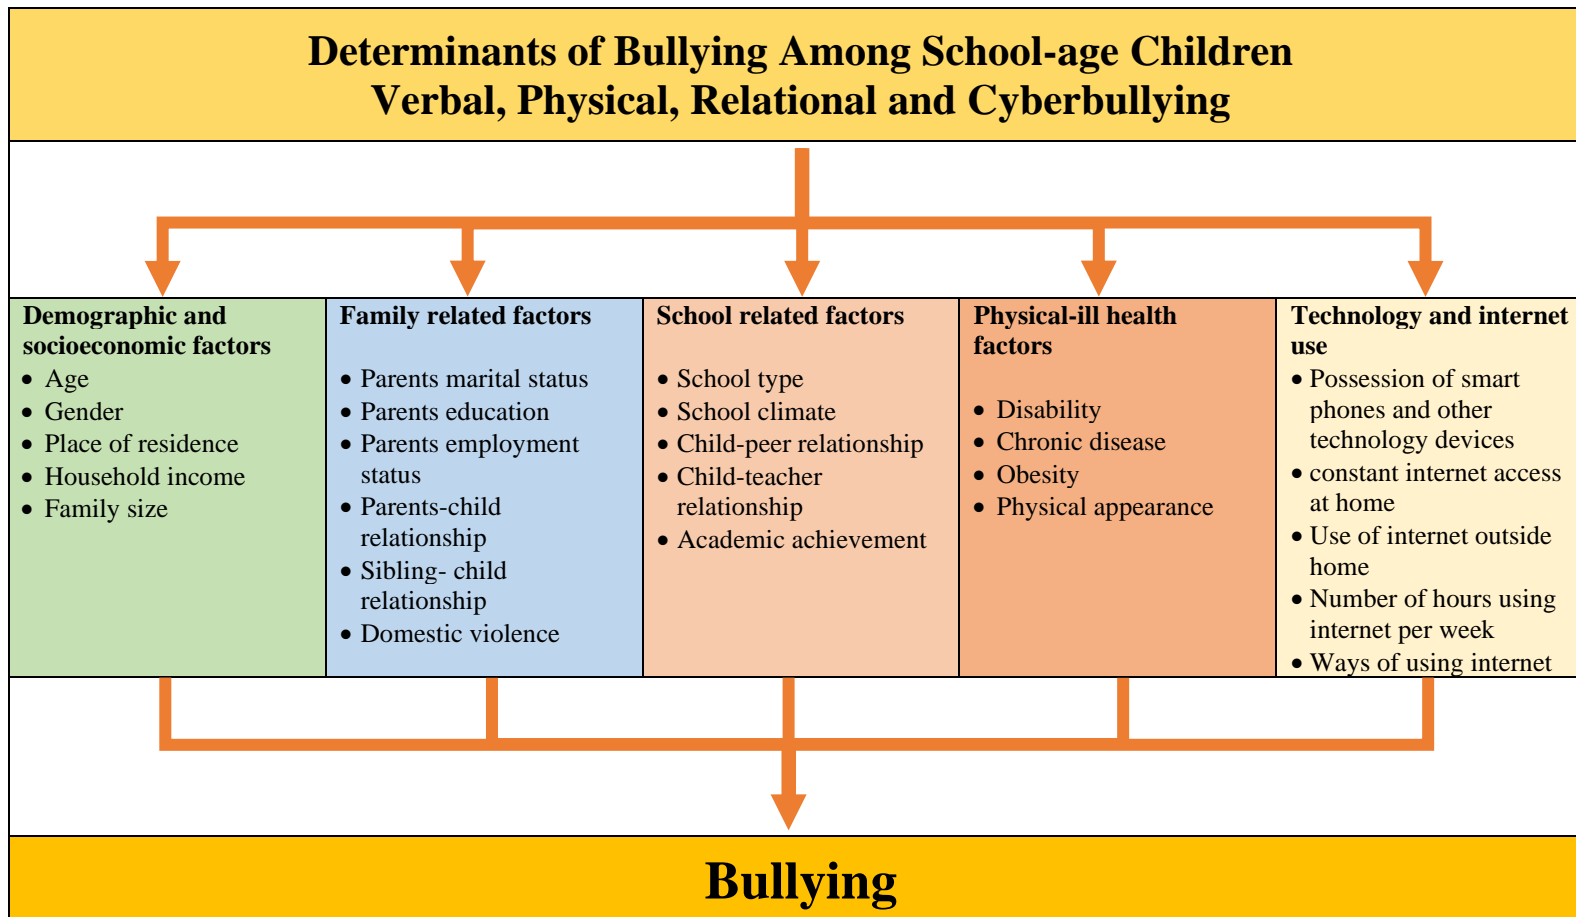 Determinants of Bullying Among School-age Children
Verbal, Physical, Relational and Cyberbullying
Demographic and
socioeconomic factors
• Age
• Gender
• Place of residence
• Household income
• Family size
Family related factors
• Parents marital status
• Parents education
• Parents employment
status
• Parents-child
relationship
• Sibling- child
relationship
• Domestic violence
School related factors
• School type
• School climate
• Child-peer relationship
• Child-teacher
relationship
• Academic achievement
Physical-ill health
factors
• Disability
• Chronic disease
• Obesity
• Physical appearance
Technology and internet
use
• Possession of smart
phones and other
technology devices
• constant internet access
at home
• Use of internet outside
home
• Number of hours using
internet per week
• Ways of using internet
Bullying